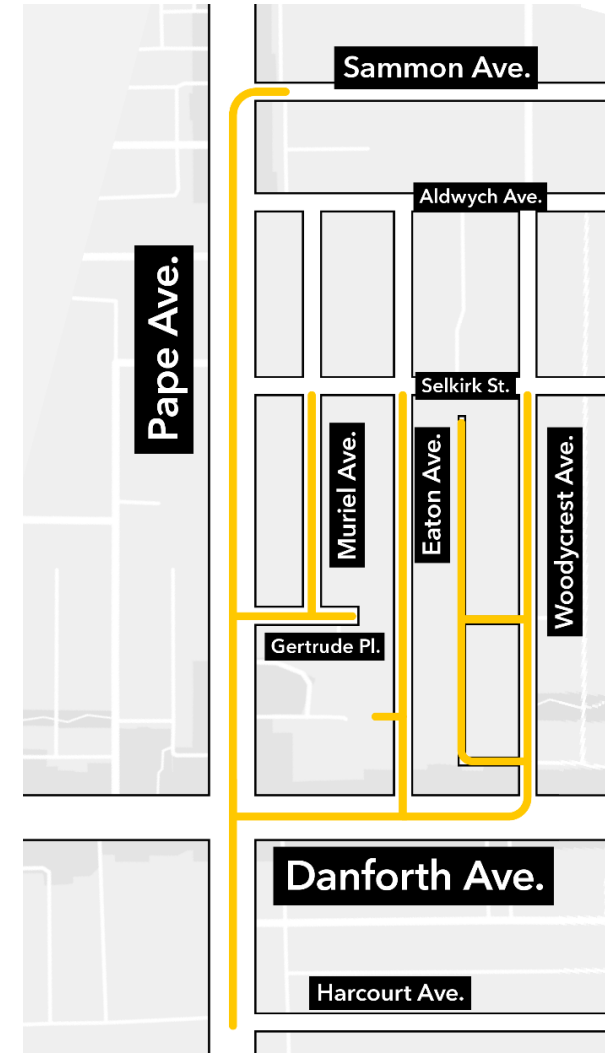 Sammon Ave.
Aldwych Ave.
Pape Ave.
Selkirk St.
Muriel Ave.
Eaton Ave.
Woodycrest Ave.
Gertrude Pl.
Danforth Ave.
Harcourt Ave.